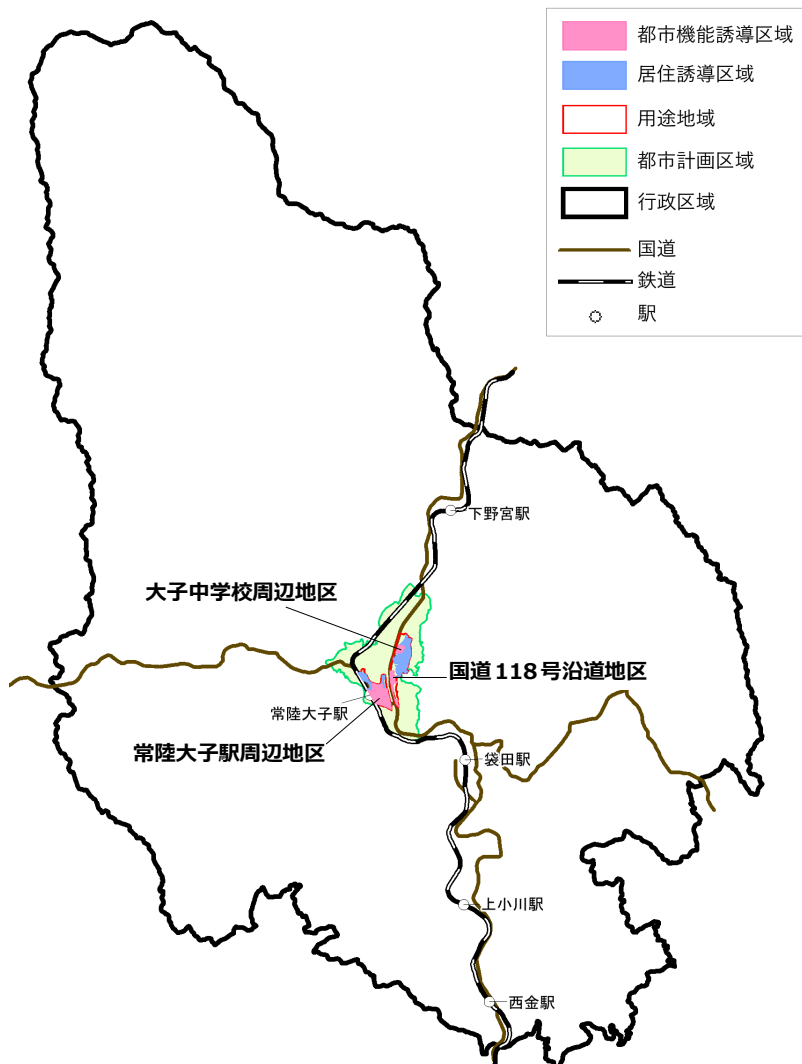 都市機能誘導区域
居住誘導区域
用途地域
都市計画区域
行政区域
国道
鉄道
駅
下野宮駅
大子中学校周辺地区
国道118号沿道地区
常陸大子駅
常陸大子駅周辺地区
袋田駅
上小川駅
西金駅